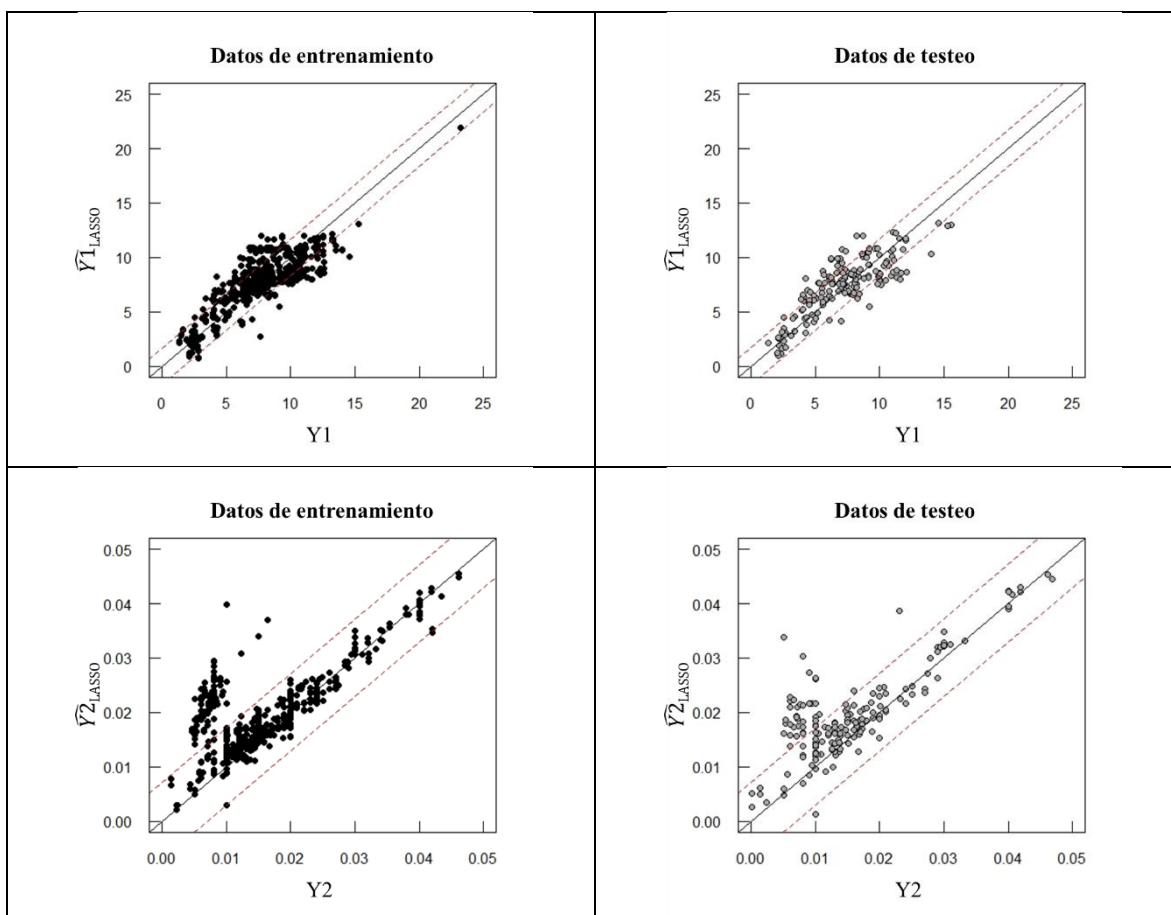 Datos de entrenamiento
25
20
15
10
5
0
Ŷ1LASSO
0 5 10 15 20 25
Y1
Datos de testeo
25
20
15
10
5
0
Ŷ1LASSO
0 5 10 15 20 25
Y1
Datos de entrenamiento
0.05
0.04
0.03
0.02
0.01
0.00
Ŷ2LASSO
0.00 0.01 0.02 0.03 0.04 0.05
Y2
Datos de testeo
0.05
0.04
0.03
0.02
0.01
0.00
Ŷ2LASSO
0.00 0.01 0.02 0.03 0.04 0.05
Y2